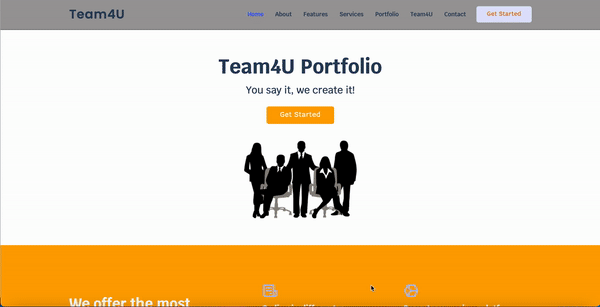 Team4U
Home About Features Services Portfolio Team4U Contact Get Started
Team4U Portfolio
You say it, we create it!
Get Started
We offer the most